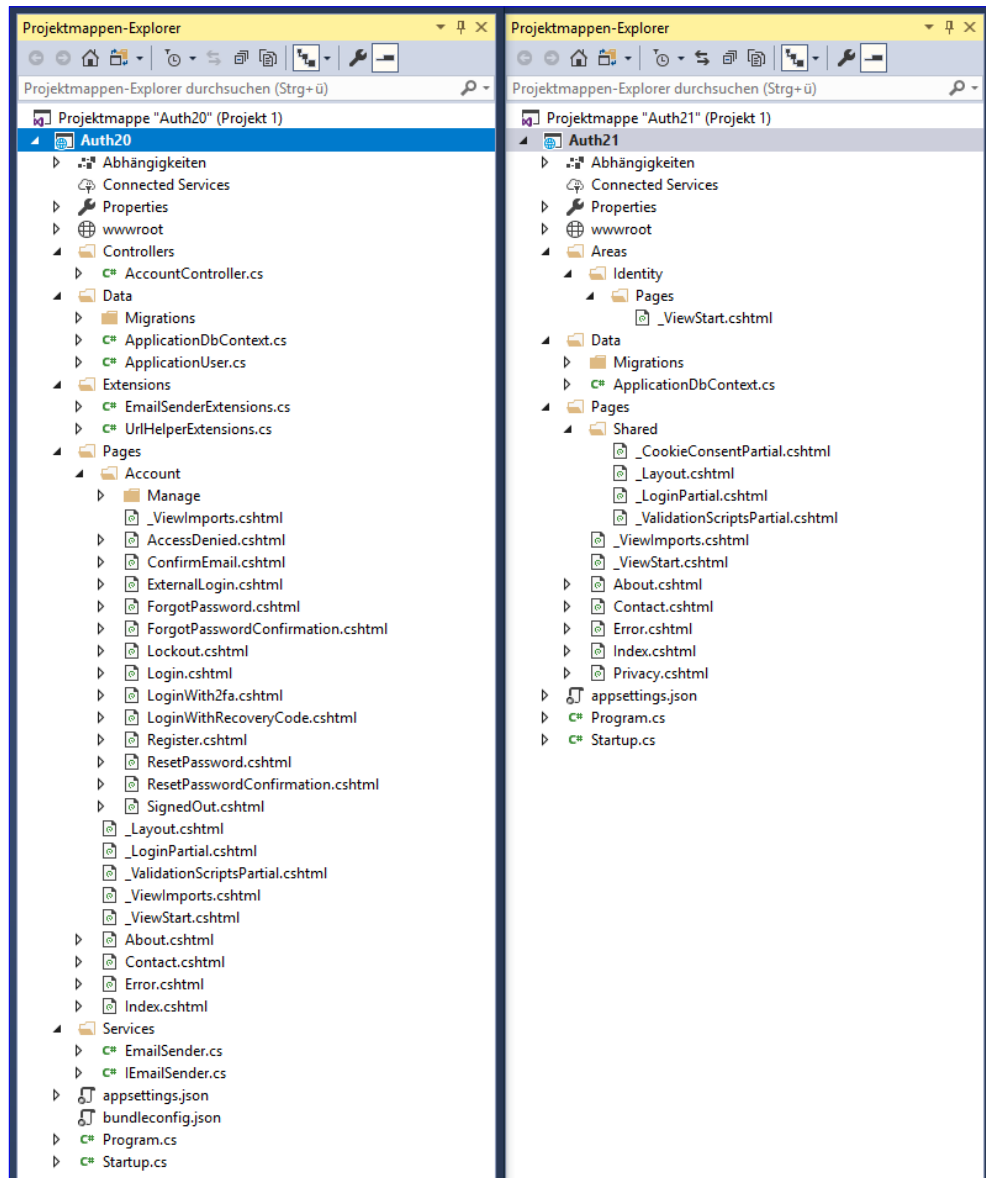 Projektmappen-Explorer
Projektmappen-Explorer durchsuchen (Strg+ü)
Projektmappe "Auth20" (Projekt 1)
Auth20
Abhängigkeiten
Connected Services
Properties
wwwroot
Controllers
C# AccountController.cs
Data
Migrations
C# ApplicationDbContext.cs
C# ApplicationUser.cs
Extensions
C# EmailSenderExtensions.cs
C# UrlHelperExtensions.cs
Pages
Account
Manage
_ViewImports.cshtml
AccessDenied.cshtml
ConfirmEmail.cshtml
ExternalLogin.cshtml
ForgotPassword.cshtml
ForgotPasswordConfirmation.cshtml
Lockout.cshtml
Login.cshtml
LoginWith2fa.cshtml
LoginWithRecoveryCode.cshtml
Register.cshtml
ResetPassword.cshtml
ResetPasswordConfirmation.cshtml
SignedOut.cshtml
_Layout.cshtml
_LoginPartial.cshtml
_ValidationScriptsPartial.cshtml
_ViewImports.cshtml
_ViewStart.cshtml
About.cshtml
Contact.cshtml
Error.cshtml
Index.cshtml
Services
C# EmailSender.cs
C# IEmailSender.cs
appsettings.json
bundleconfig.json
C# Program.cs
C# Startup.cs
Projektmappen-Explorer
Projektmappen-Explorer durchsuchen (Strg+ü)
Projektmappe "Auth21" (Projekt 1)
Auth21
Abhängigkeiten
Connected Services
Properties
wwwroot
Areas
Identity
Pages
_ViewStart.cshtml
Data
Migrations
C# ApplicationDbContext.cs
Pages
Shared
_CookieConsentPartial.cshtml
_Layout.cshtml
_LoginPartial.cshtml
_ValidationScriptsPartial.cshtml
_ViewImports.cshtml
_ViewStart.cshtml
About.cshtml
Contact.cshtml
Error.cshtml
Index.cshtml
Privacy.cshtml
appsettings.json
C# Program.cs
C# Startup.cs